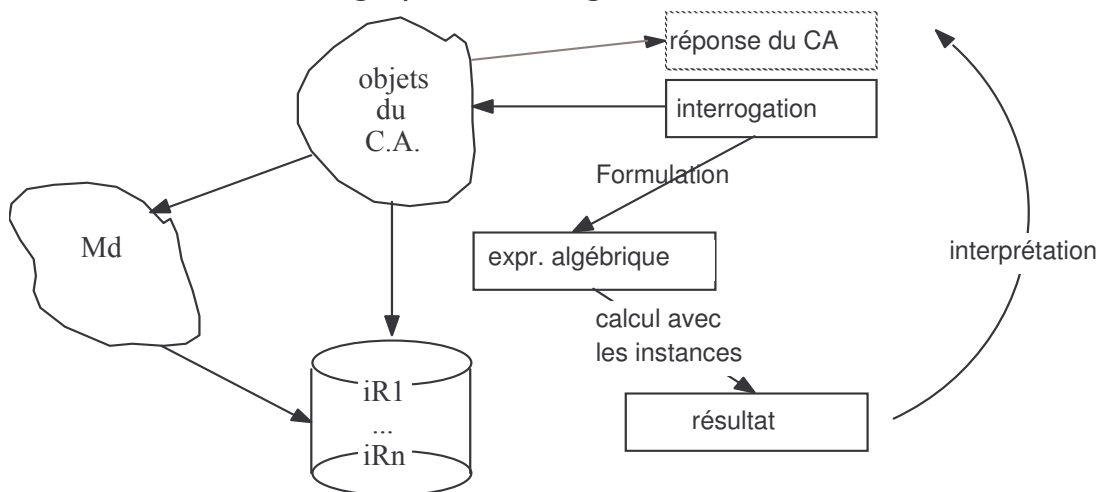 réponse du CA
objets
du
C.A.
interrogation
Formulation
Md
expr. algébrique
interprétation
calcul avec
les instances
iR1
...
iRn
résultat